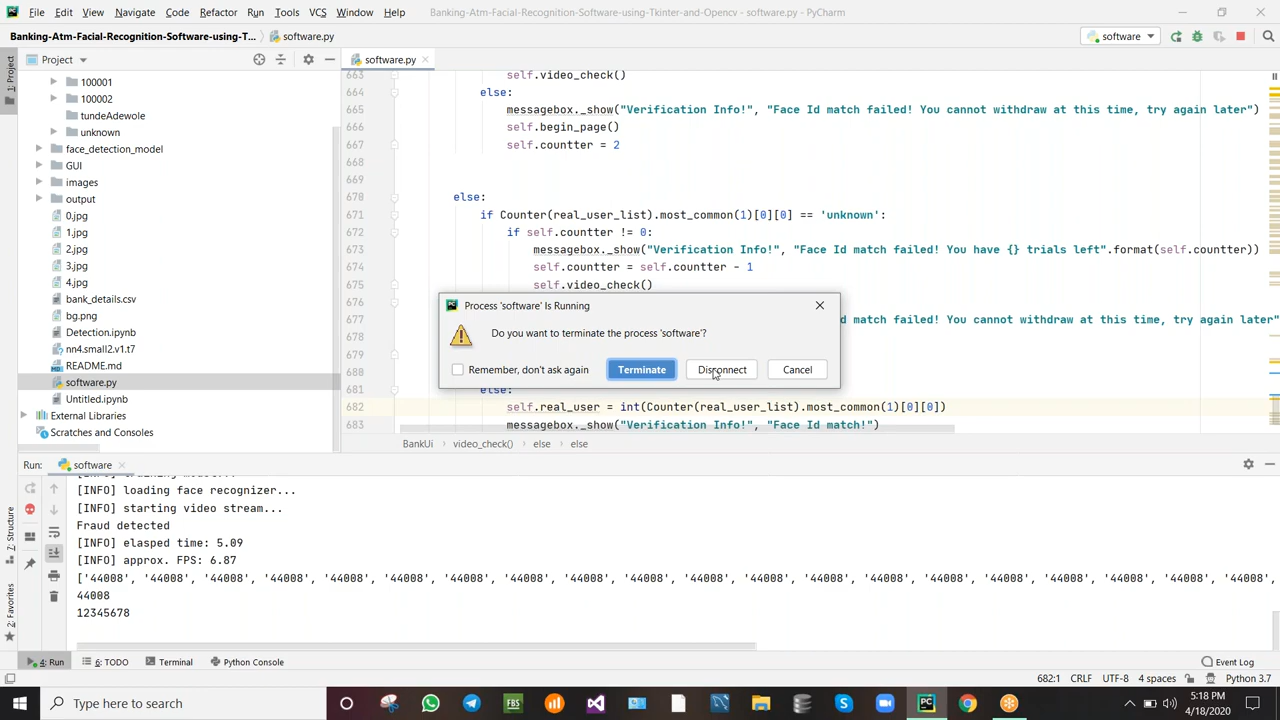 File Edit View Navigate Code Refactor Run Tools VCS Window Help Banking-Atm-Facial-Recognition-Software-using-Tkinter-and-Opencv - software.py - PyCharm
Banking-Atm-Facial-Recognition-Software-using-T... software.py software
Project software.py
1: Project
100001
100002
tundeAdewole
unknown
face_detection_model
GUI
images
output
0.jpg
1.jpg
2.jpg
3.jpg
4.jpg
bank_details.csv
bg.png
Detection.ipynb
nn4.small2.v1.t7
README.md
software.py
Untitled.ipynb
External Libraries
Scratches and Consoles
663 self.video_check()
664 else:
665 messagebox._show("Verification Info!", "Face Id match failed! You cannot withdraw at this time, try again later")
666 self.begin_page()
667 self.countter = 2
668
669
670 else:
671 if Counter(real_user_list).most_common(1)[0][0] == 'unknown':
672 if self.countter != 0:
673 messagebox._show("Verification Info!", "Face Id match failed! You have {} trials left".format(self.countter))
674 self.countter = self.countter - 1
675 self.video_check()
676
677 match failed! You cannot withdraw at this time, try again later"
678
679
680
681 else:
682 self.real_user = int(Counter(real_user_list).most_common(1)[0][0])
683 messagebox._show("Verification Info!", "Face Id match!")
BankUi video_check() else else
Process 'software' Is Running
Do you want to terminate the process 'software'?
Remember, don't ask again Terminate Disconnect Cancel
Run: software
[INFO] loading face recognizer...
[INFO] starting video stream...
Fraud detected
[INFO] elasped time: 5.09
[INFO] approx. FPS: 6.87
['44008', '44008', '44008', '44008', '44008', '44008', '44008', '44008', '44008', '44008', '44008', '44008', '44008', '44008', '44008', '44008', '44008', '44008', '44008', '44008',
44008
12345678
7: Structure
2: Favorites
4: Run 6: TODO Terminal Python Console Event Log
682:1 CRLF UTF-8 4 spaces Python 3.7
Type here to search
FBS
5:18 PM
4/18/2020